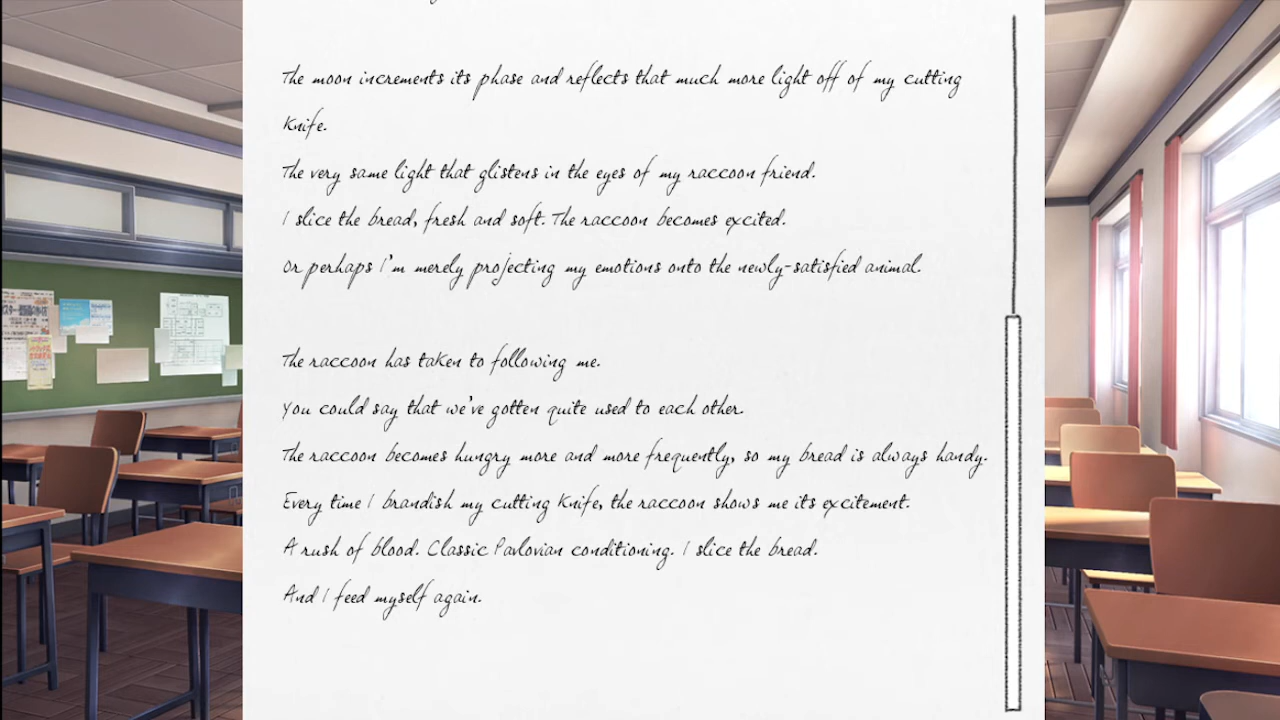 The moon increments its phase and reflects that much more light off of my cutting
knife.
The very same light that glistens in the eyes of my raccoon friend.
I slice the bread, fresh and soft. The raccoon becomes excited.
Or perhaps I'm merely projecting my emotions onto the newly-satisfied animal.
The raccoon has taken to following me.
You could say that we've gotten quite used to each other.
The raccoon becomes hungry more and more frequently, so my bread is always handy.
Every time I brandish my cutting knife, the raccoon shows me its excitement.
A rush of blood. Classic Pavlovian conditioning. I slice the bread.
And I feed myself again.